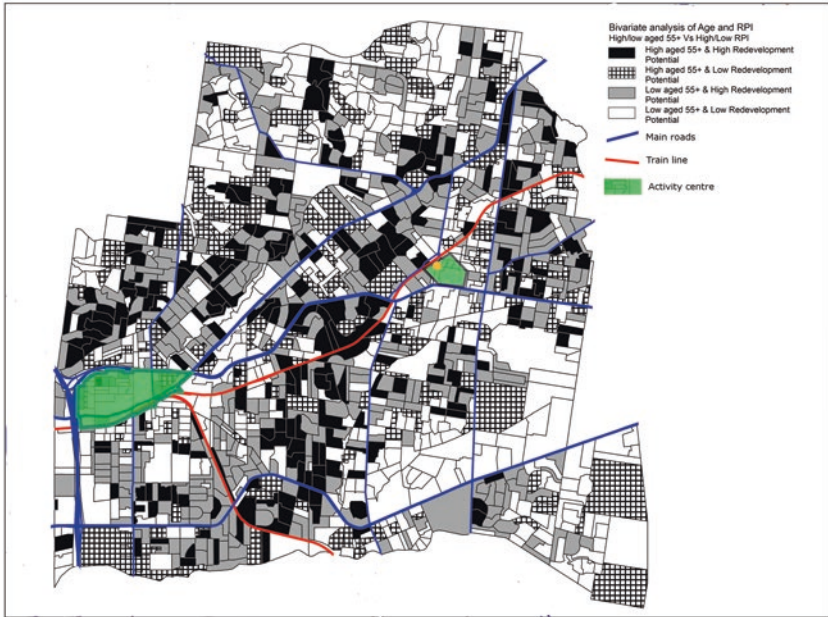 Bivariate analysis of Age and RPI
High/low aged 55+ Vs High/Low RPI
High aged 55+ & High Redevelopment
Potential
High aged 55+ & Low Redevelopment
Potential
Low aged 55+ & High Redevelopment
Potential
Low aged 55+ & Low Redevelopment
Potential
Main roads
Train line
Activity centre